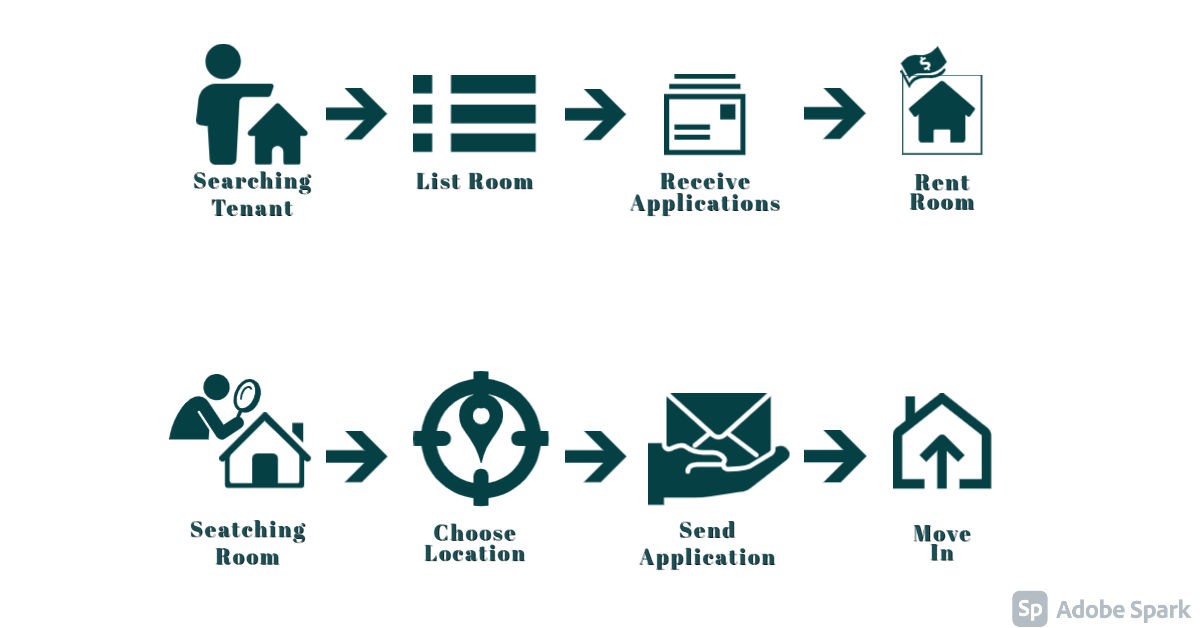 Searching
Tenant
List Room
Receive
Applications
$
Rent
Room
Seatching
Room
Choose
Location
Send
Application
Move
In
Sp Adobe Spark